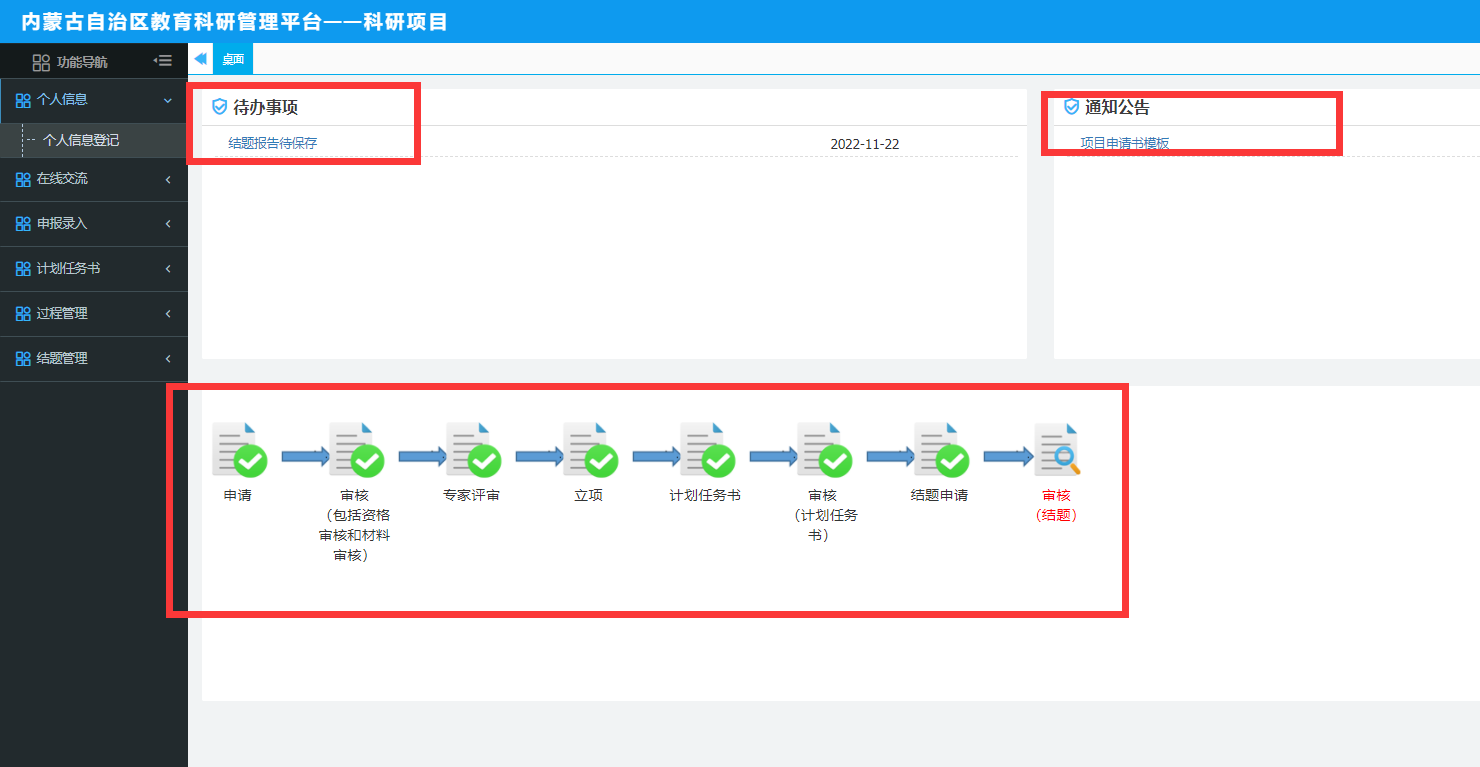 内蒙古自治区教育科研管理平台——科研项目
功能导航
桌面
个人信息
个人信息登记
在线交流
申报录入
计划任务书
过程管理
结题管理
待办事项
结题报告待保存
2022-11-22
通知公告
项目申请书模板
申请
审核
（包括资格
审核和材料
审核）
专家评审
立项
计划任务书
审核
（计划任务
书）
结题申请
审核
（结题）